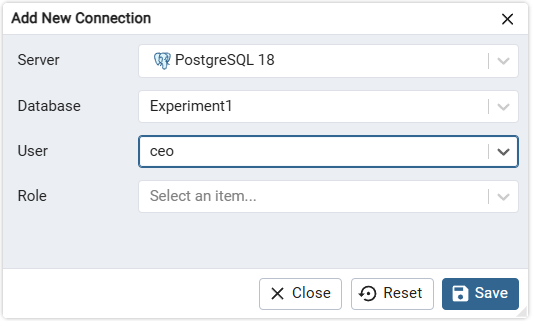 Add New Connection
Server PostgreSQL 18
Database Experiment1
User ceo
Role Select an item...
Close Reset Save